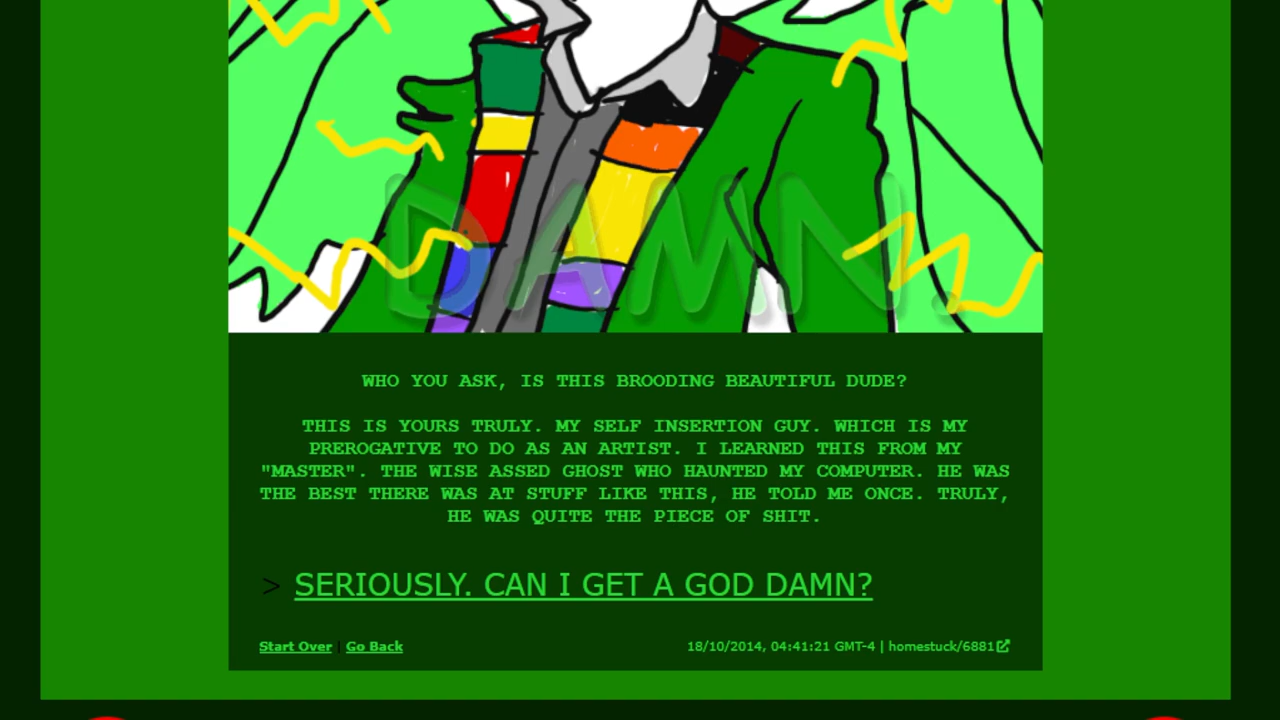 DAMN.
WHO YOU ASK, IS THIS BROODING BEAUTIFUL DUDE?
THIS IS YOURS TRULY. MY SELF INSERTION GUY. WHICH IS MY
PREROGATIVE TO DO AS AN ARTIST. I LEARNED THIS FROM MY
"MASTER". THE WISE ASSED GHOST WHO HAUNTED MY COMPUTER. HE WAS
THE BEST THERE WAS AT STUFF LIKE THIS, HE TOLD ME ONCE. TRULY,
HE WAS QUITE THE PIECE OF SHIT.
> SERIOUSLY. CAN I GET A GOD DAMN?
Start Over | Go Back 18/10/2014, 04:41:21 GMT-4 | homestuck/6881